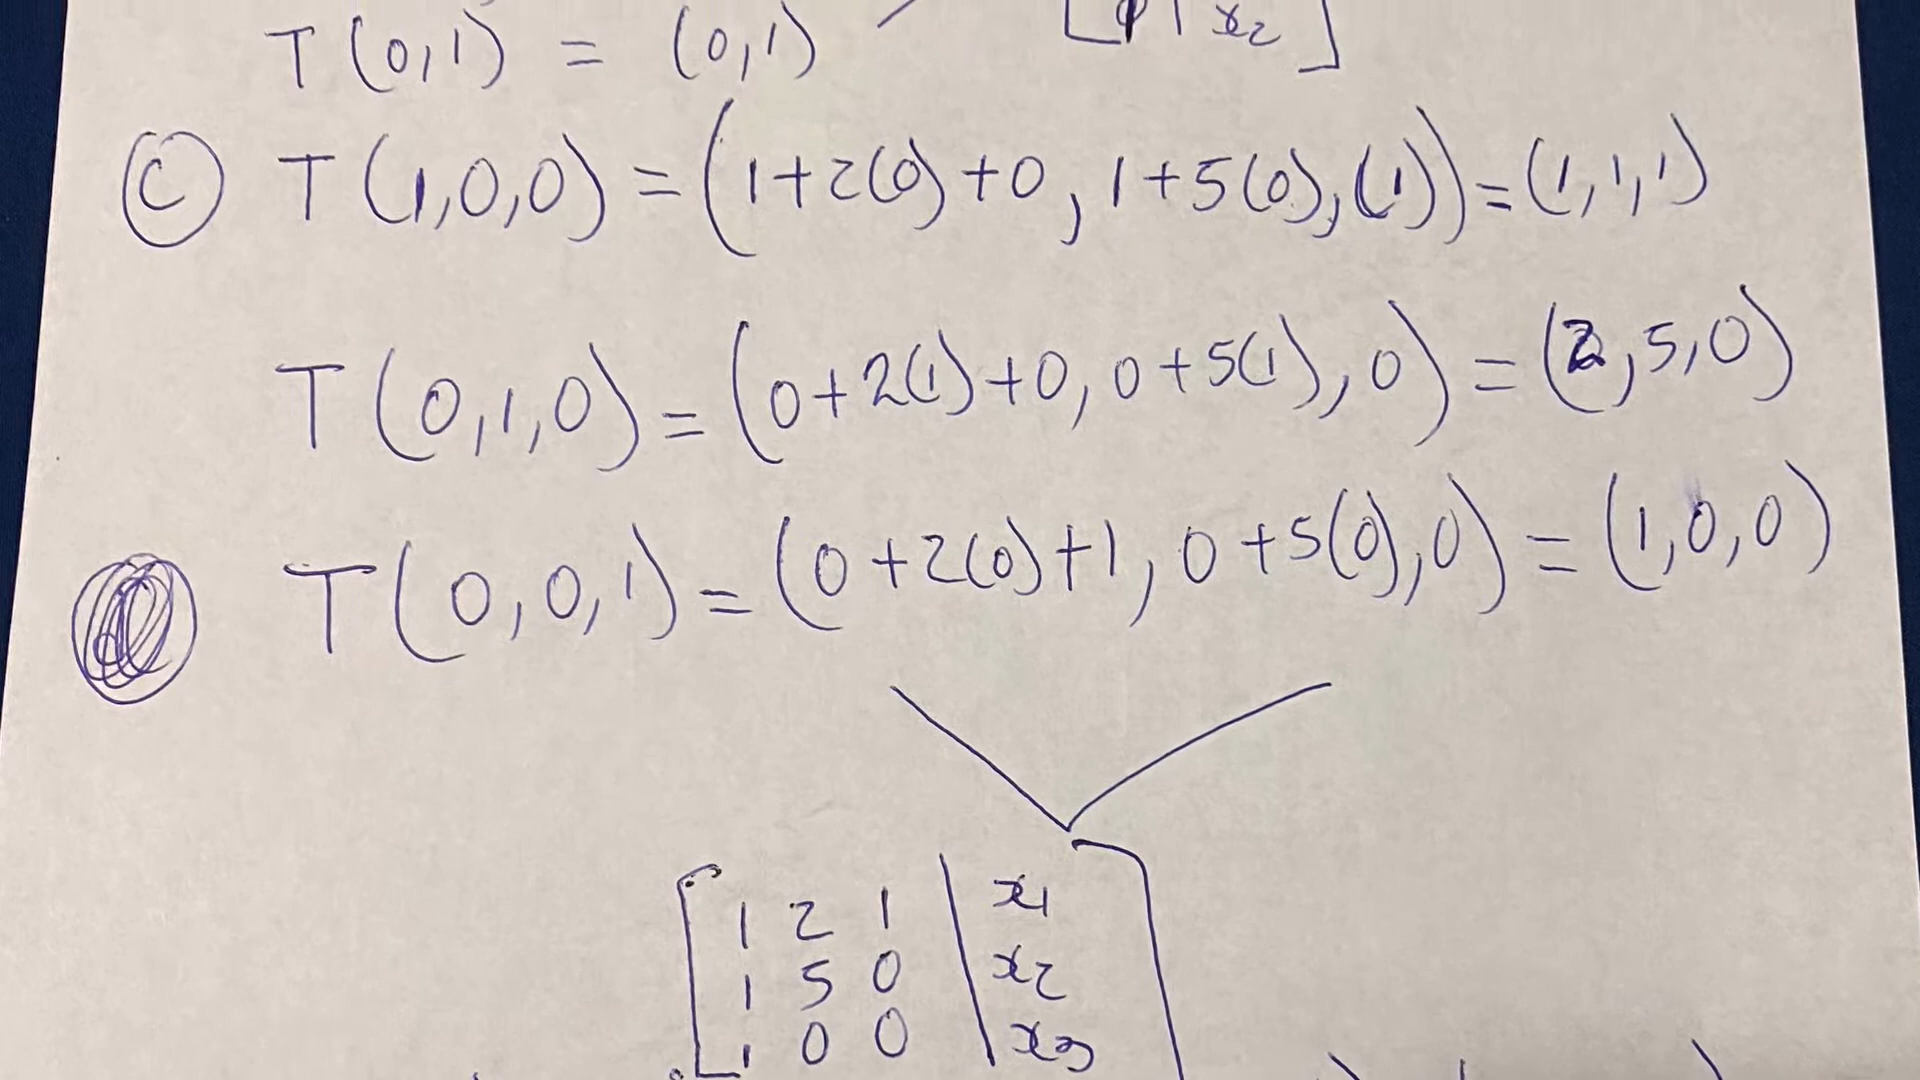 T(0,1) = (0,1)
x2
C T(1,0,0) = (1+2(0)+0, 1+5(0), (1)) = (1,1,1)
T(0,1,0) = (0+2(1)+0, 0+5(1), 0) = (2,5,0)
T(0,0,1) = (0+2(0)+1, 0+5(0), 0) = (1,0,0)
1 2 1 | x1
1 5 0 | x2
1 0 0 | x3